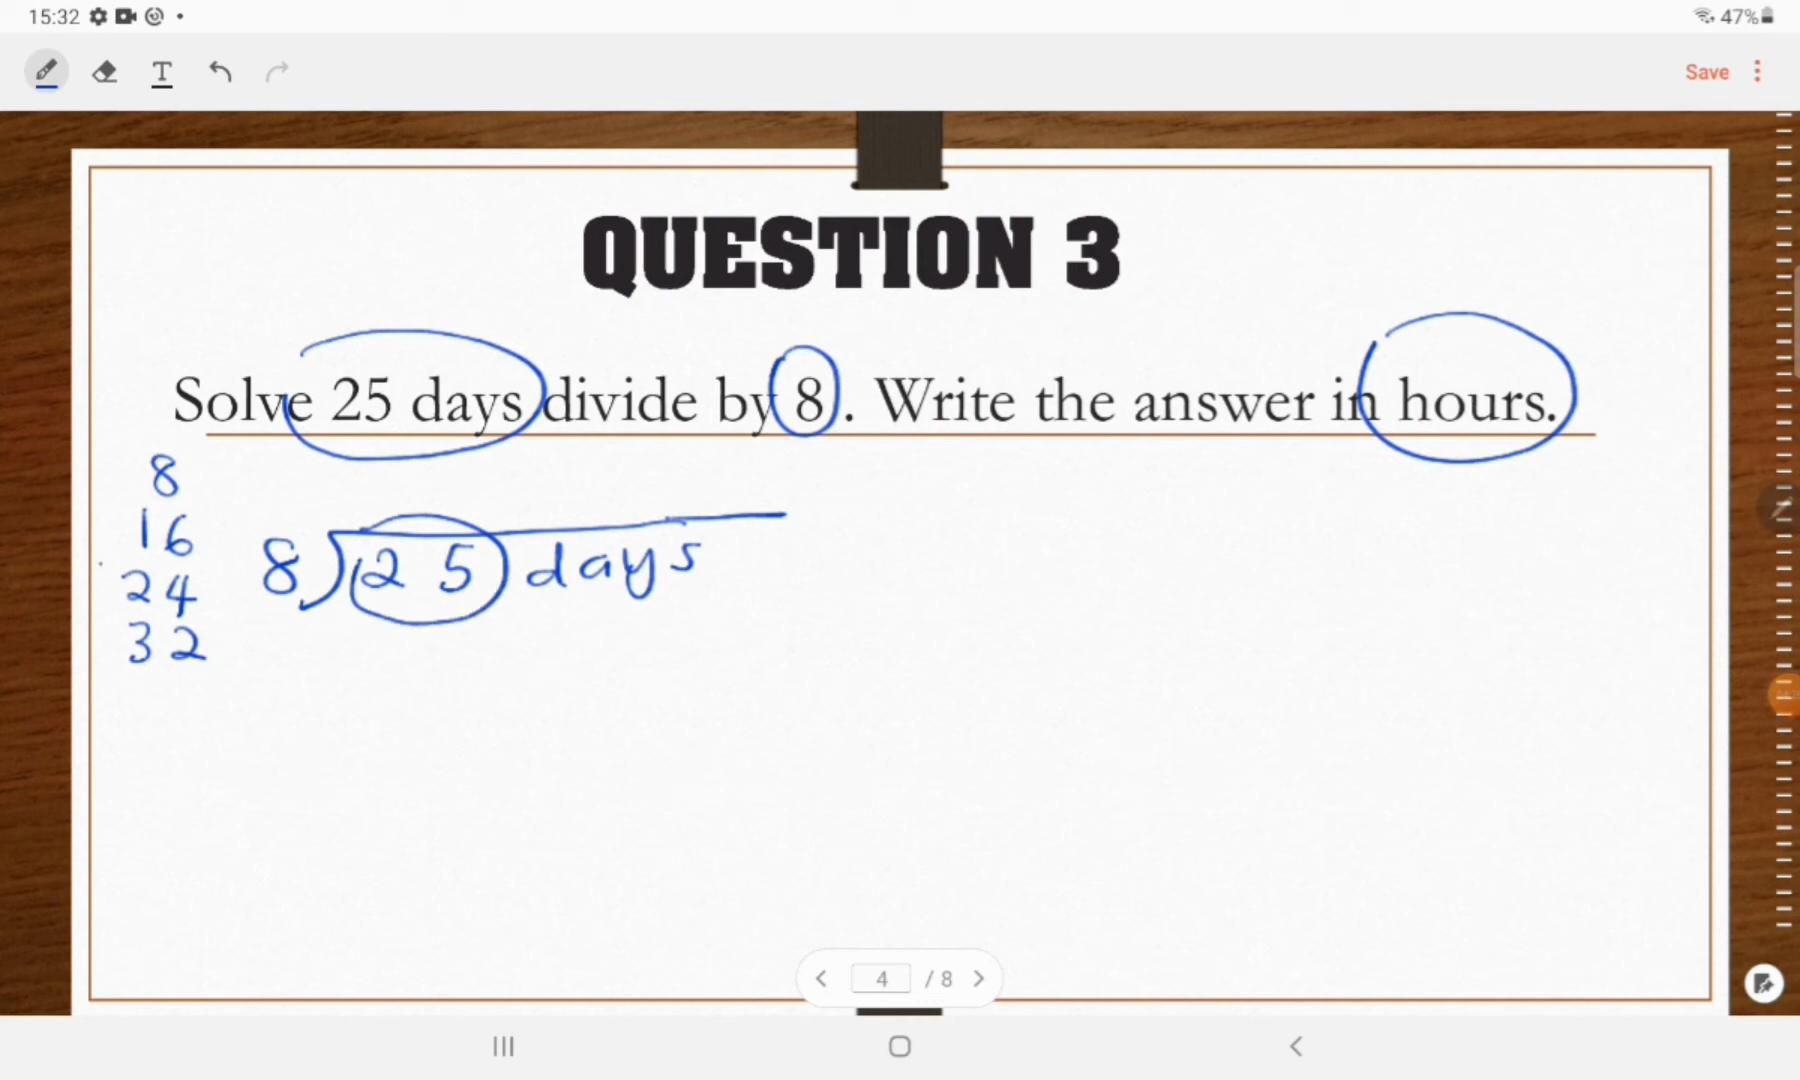 15:32
47%
T
Save
QUESTION 3
Solve 25 days divide by 8. Write the answer in hours.
8
16
24
32
8 25 days
4 / 8